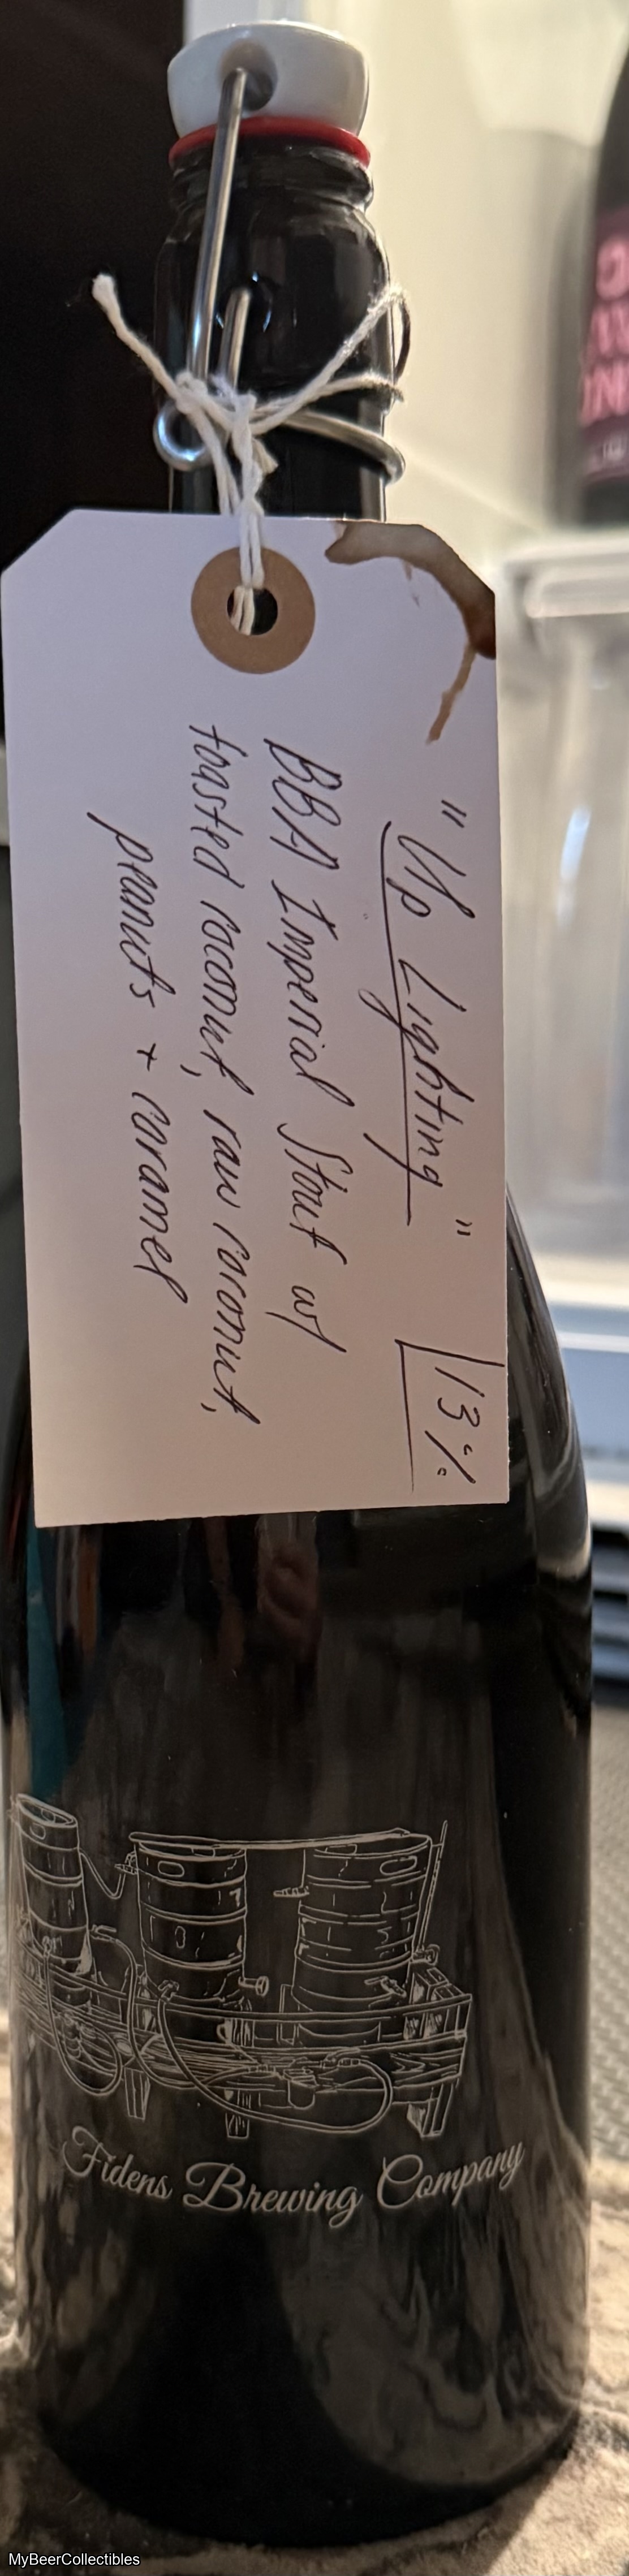 "Up Lighting"
13%
BBA Imperial Stout w/
toasted coconut, raw coconut,
peanuts + caramel
Fidens Brewing Company
MyBeerCollectibles